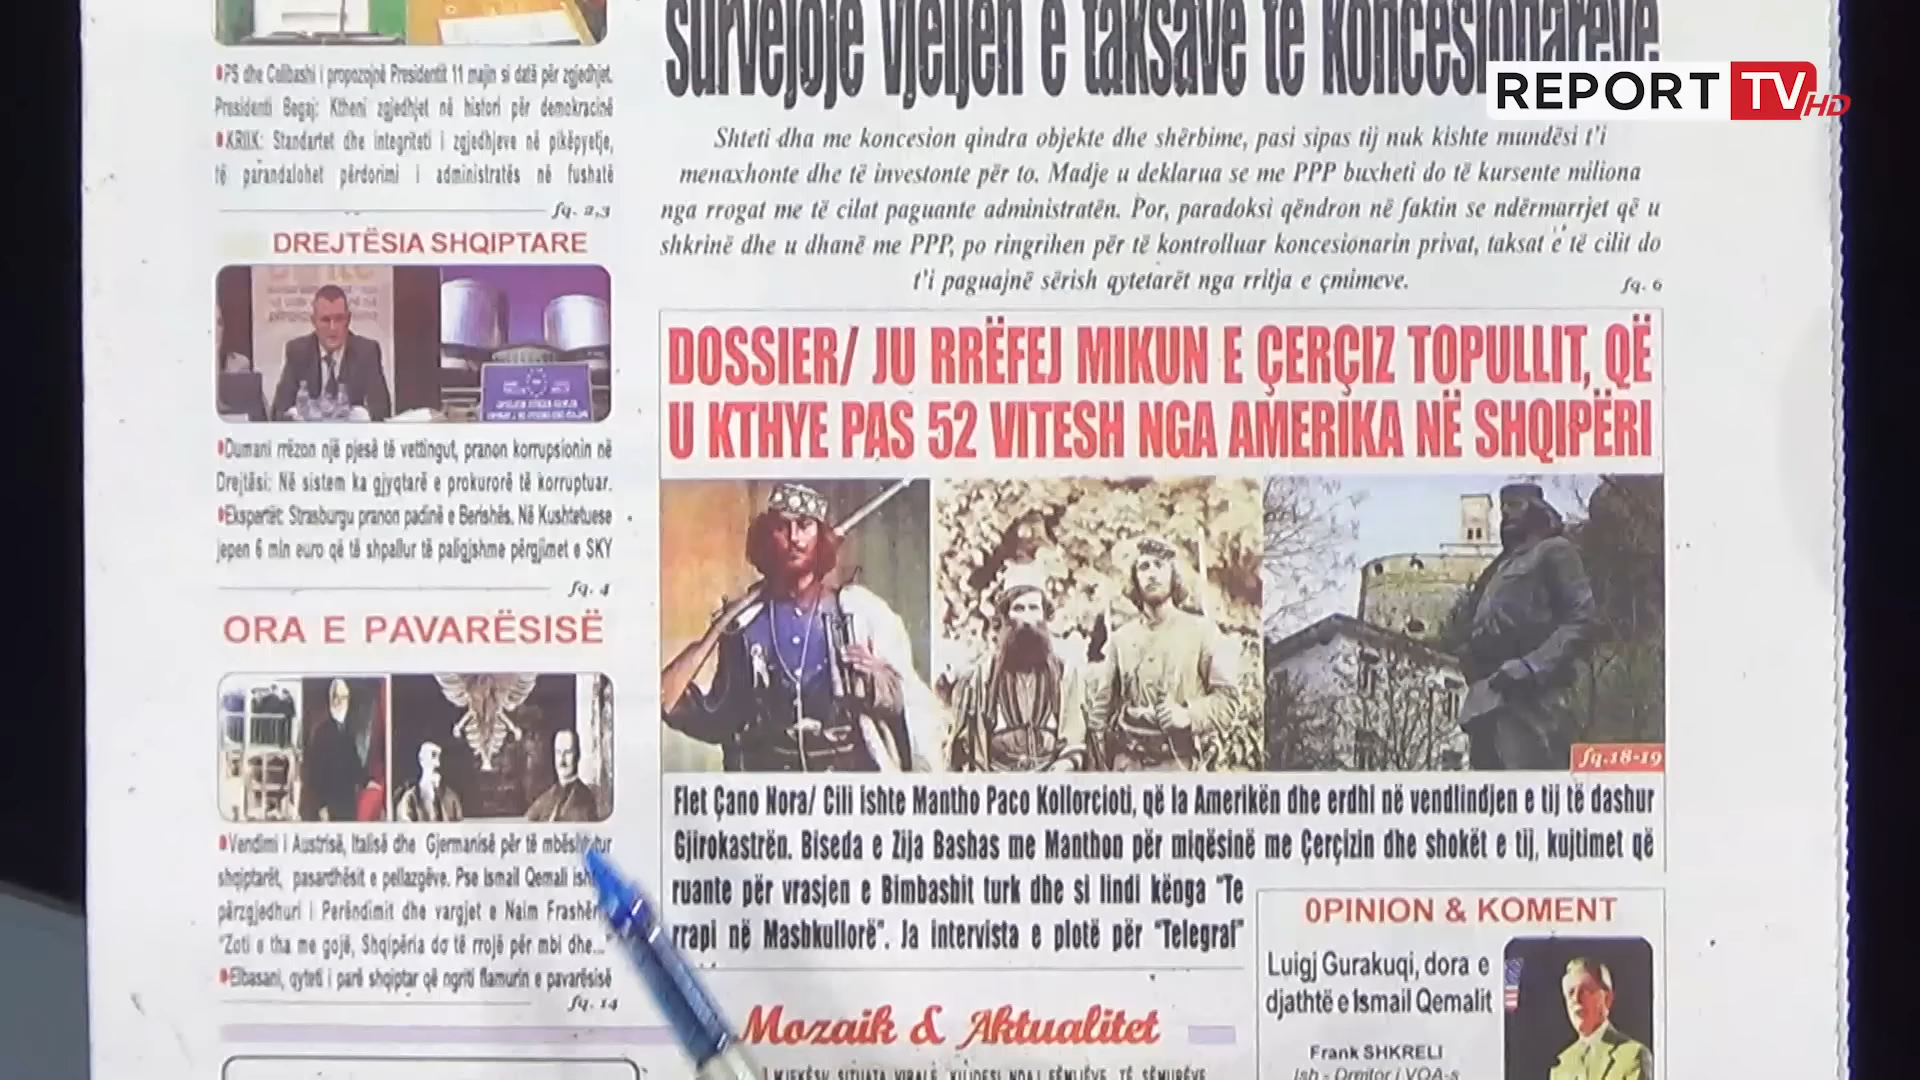 survejojë vjeljen e taksave të koncesionarëve
REPORT TV HD
PS dhe Celibashi i propozojnë Presidentit 11 majin si datë për zgjedhjet.
Presidenti Begaj: Ktheni zgjedhjet në histori për demokracinë
KRIIK: Standartet dhe integriteti i zgjedhjeve në pikëpyetje,
të parandalohet përdorimi i administratës në fushatë
fq. 2,3
Shteti dha me koncesion qindra objekte dhe shërbime, pasi sipas tij nuk kishte mundësi t'i
menaxhonte dhe të investonte për to. Madje u deklarua se me PPP buxheti do të kursente miliona
nga rrogat me të cilat paguante administratën. Por, paradoksi qëndron në faktin se ndërmarrjet që u
shkrinë dhe u dhanë me PPP, po ringrihen për të kontrolluar koncesionarin privat, taksat e të cilit do
t'i paguajnë sërish qytetarët nga rritja e çmimeve.
fq. 6
DREJTËSIA SHQIPTARE
Dumani rrëzon një pjesë të vettingut, pranon korrupsionin në
Drejtësi: Në sistem ka gjyqtarë e prokurorë të korruptuar.
Ekspertët: Strasburgu pranon padinë e Berishës. Në Kushtetuese
jepen 6 mln euro që të shpallur të paligjshme përgjimet e SKY
fq. 4
ORA E PAVARËSISË
Vendimi i Austrisë, Italisë dhe Gjermanisë për të mbështetur
shqiptarët, pasardhësit e pellazgëve. Pse Ismail Qemali
përzgjedhuri i Perëndimit dhe vargjet e Naim
"Zoti e tha me gojë, Shqipëria do të rrojë për mbi dhe..."
Elbasani, qyteti i parë shqiptar që ngriti flamurin e pavarësisë
fq. 14
DOSSIER/ JU RRËFEJ MIKUN E ÇERÇIZ TOPULLIT, QË
U KTHYE PAS 52 VITESH NGA AMERIKA NË SHQIPËRI
fq.18-19
Flet Çano Nora/ Cili ishte Mantho Paco Kollorcioti, që la Amerikën dhe erdhi në vendlindjen e tij të dashur
Gjirokastrën. Biseda e Zija Bashas me Manthon për miqësinë me Çerçizin dhe shokët e tij, kujtimet që
ruante për vrasjen e Bimbashit turk dhe si lindi kënga "Te
rrapi në Mashkullorë". Ja intervista e plotë për "Telegraf"
Mozaik & Aktualitet
0PINION & KOMENT
Luigj Gurakuqi, dora e
djathtë e Ismail Qemalit
Frank SHKRELI